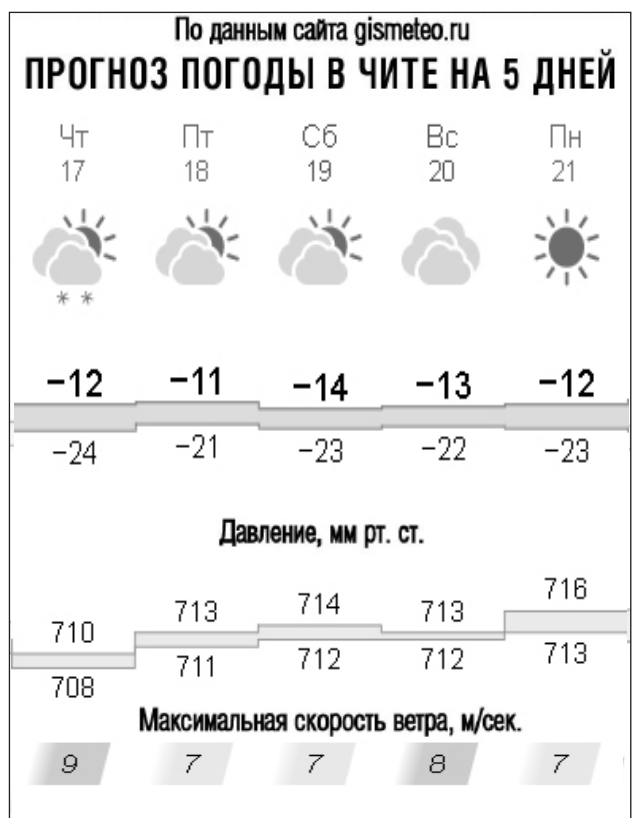 По данным сайта gismeteo.ru
ПРОГНОЗ ПОГОДЫ В ЧИТЕ НА 5 ДНЕЙ
Чт Пт Сб Вс Пн
17 18 19 20 21
−12 −11 −14 −13 −12
−24 −21 −23 −22 −23
Давление, мм рт. ст.
710 713 714 713 716
708 711 712 712 713
Максимальная скорость ветра, м/сек.
9 7 7 8 7